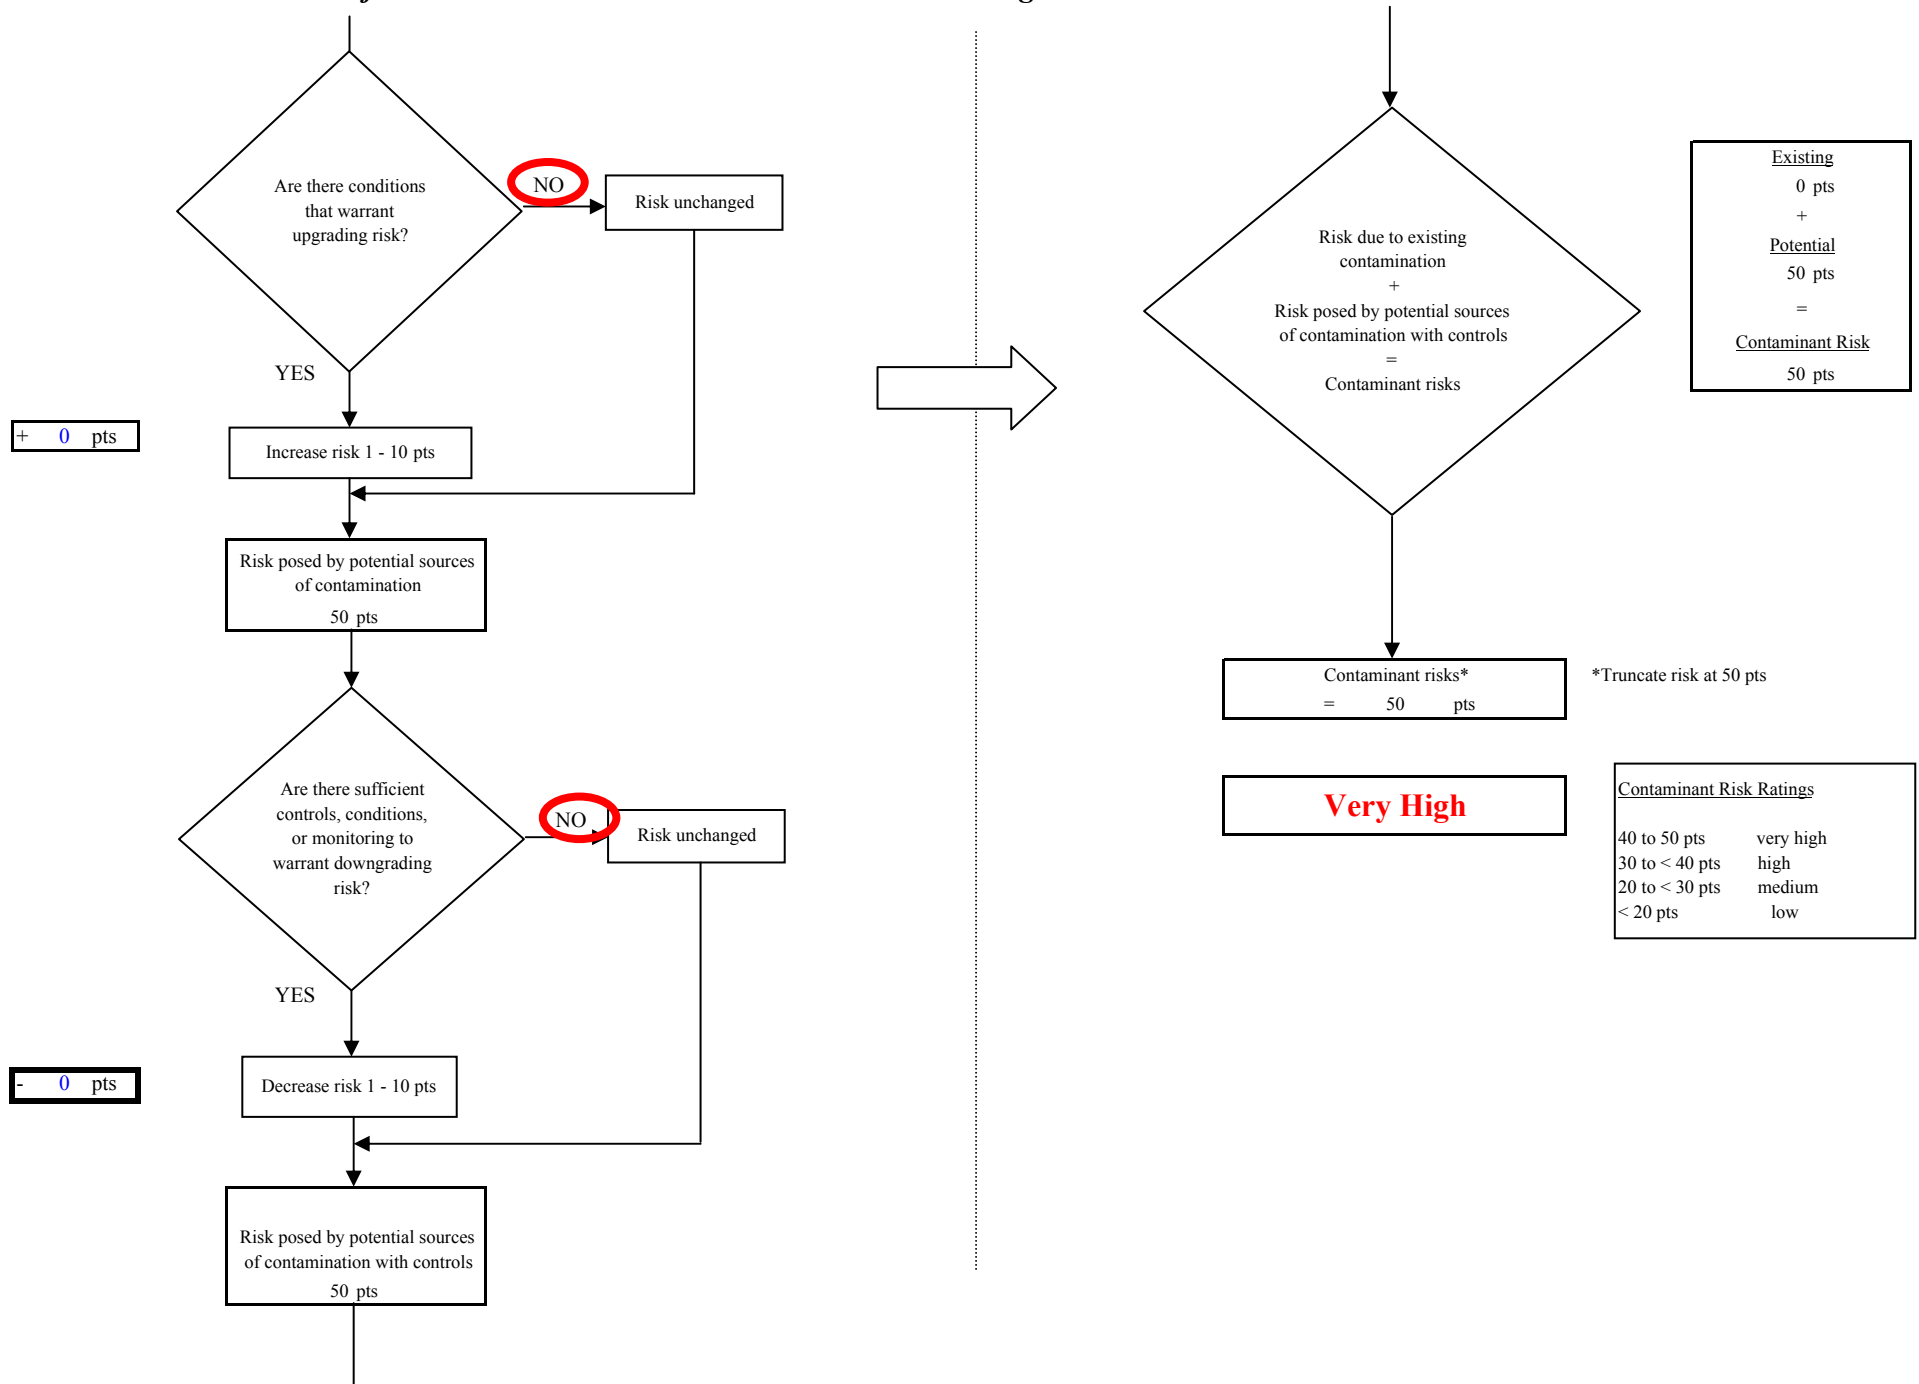 Are there conditions
that warrant
upgrading risk?
NO
Risk unchanged
YES
+ 0 pts
Increase risk 1 - 10 pts
Risk posed by potential sources
of contamination
50 pts
Are there sufficient
controls, conditions,
or monitoring to
warrant downgrading
risk?
NO
Risk unchanged
YES
- 0 pts
Decrease risk 1 - 10 pts
Risk posed by potential sources
of contamination with controls
50 pts
Risk due to existing
contamination
+
Risk posed by potential sources
of contamination with controls
=
Contaminant risks
Existing
0 pts
+
Potential
50 pts
=
Contaminant Risk
50 pts
Contaminant risks*
= 50 pts
*Truncate risk at 50 pts
Very High
Contaminant Risk Ratings
40 to 50 pts very high
30 to < 40 pts high
20 to < 30 pts medium
< 20 pts low